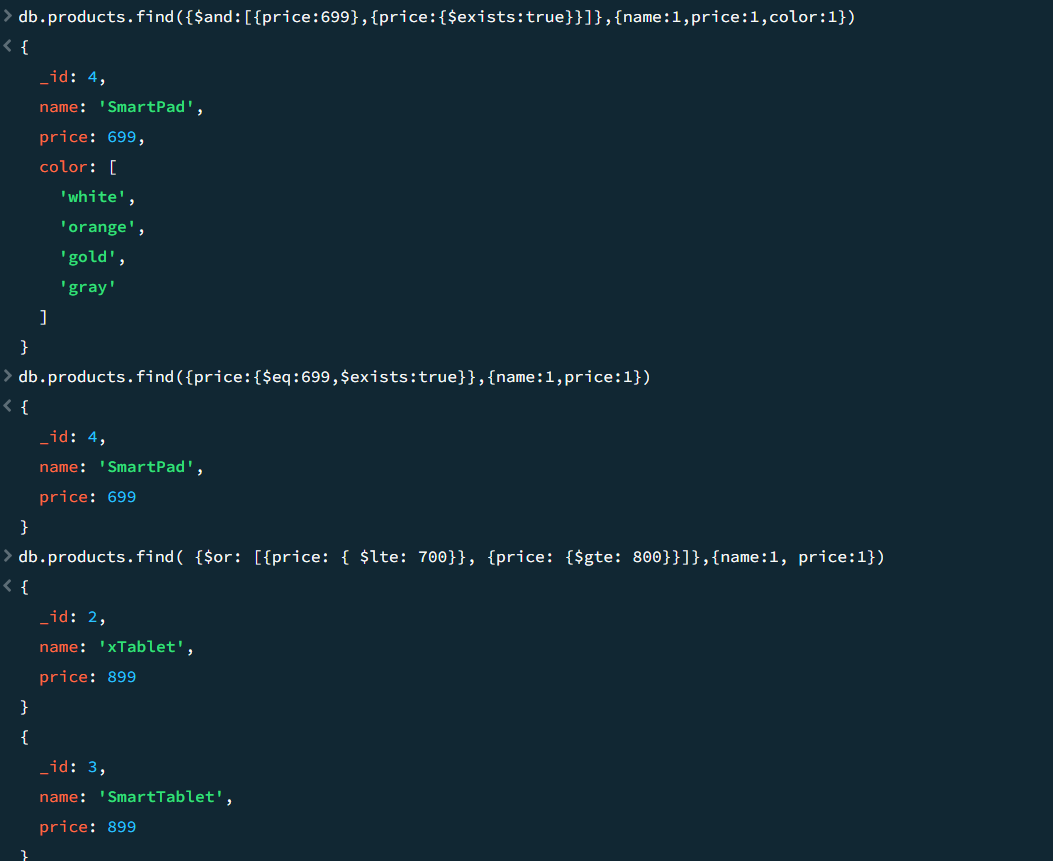 > db.products.find({$and:[{price:699},{price:{$exists:true}}]},{name:1,price:1,color:1})
< {
_id: 4,
name: 'SmartPad',
price: 699,
color: [
'white',
'orange',
'gold',
'gray'
]
}
> db.products.find({price:{$eq:699,$exists:true}},{name:1,price:1})
< {
_id: 4,
name: 'SmartPad',
price: 699
}
> db.products.find( {$or: [{price: { $lte: 700}}, {price: {$gte: 800}}]},{name:1, price:1})
< {
_id: 2,
name: 'xTablet',
price: 899
}
{
_id: 3,
name: 'SmartTablet',
price: 899
}